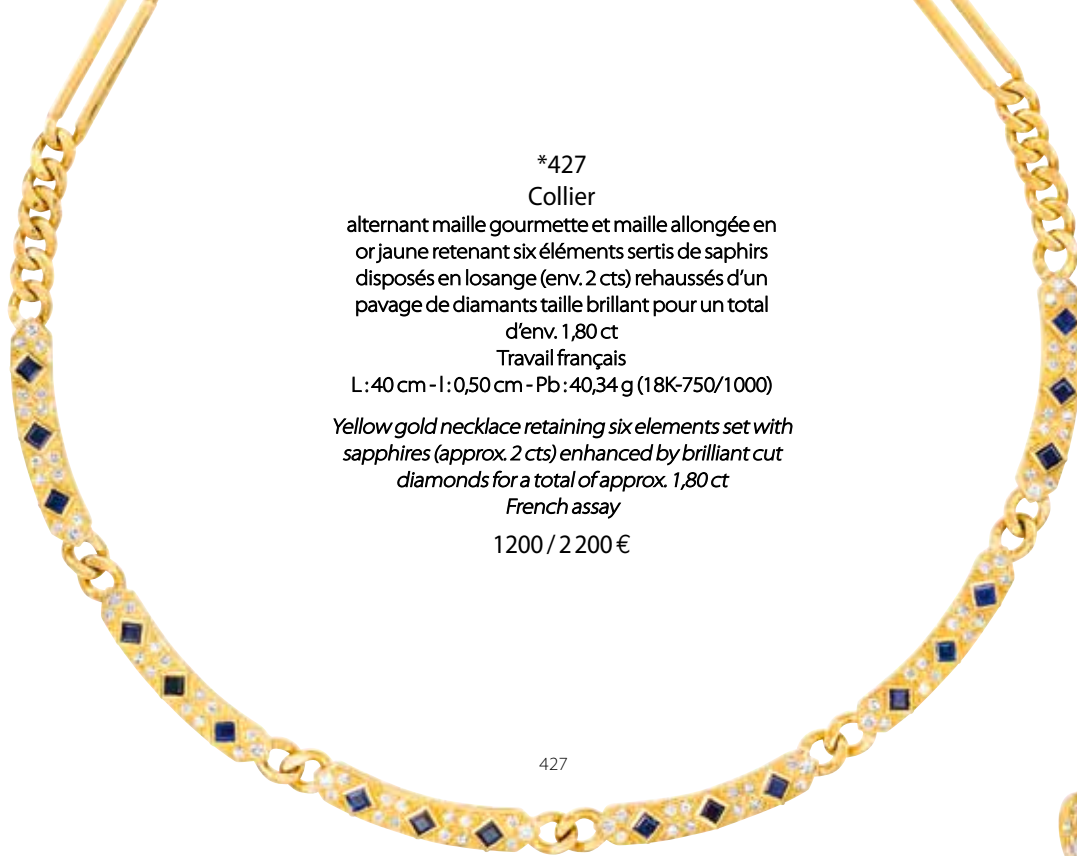 *427
Collier
alternant maille gourmette et maille allongée en
or jaune retenant six éléments sertis de saphirs
disposés en losange (env. 2 cts) rehaussés d’un
pavage de diamants taille brillant pour un total
d’env. 1,80 ct
Travail français
L : 40 cm - l : 0,50 cm - Pb : 40,34 g (18K-750/1000)
Yellow gold necklace retaining six elements set with
sapphires (approx. 2 cts) enhanced by brilliant cut
diamonds for a total of approx. 1,80 ct
French assay
1200 / 2 200 €
427